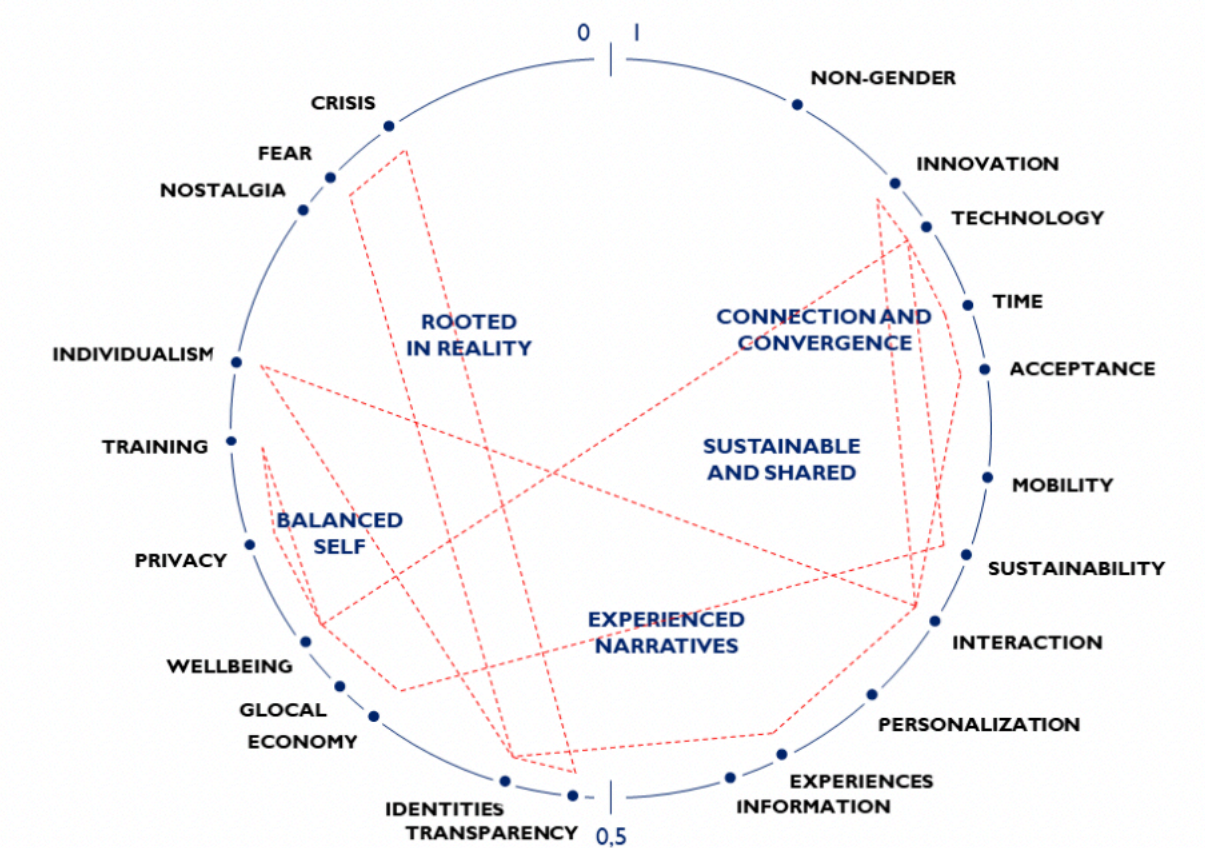 0 1
NON-GENDER
CRISIS
FEAR
INNOVATION
NOSTALGIA
TECHNOLOGY
TIME
CONNECTION AND
CONVERGENCE
ROOTED
IN REALITY
INDIVIDUALISM
ACCEPTANCE
TRAINING
SUSTAINABLE
AND SHARED
MOBILITY
BALANCED
SELF
PRIVACY
SUSTAINABILITY
EXPERIENCED
NARRATIVES
INTERACTION
WELLBEING
GLOCAL
PERSONALIZATION
ECONOMY
EXPERIENCES
IDENTITIES
INFORMATION
TRANSPARENCY
0,5